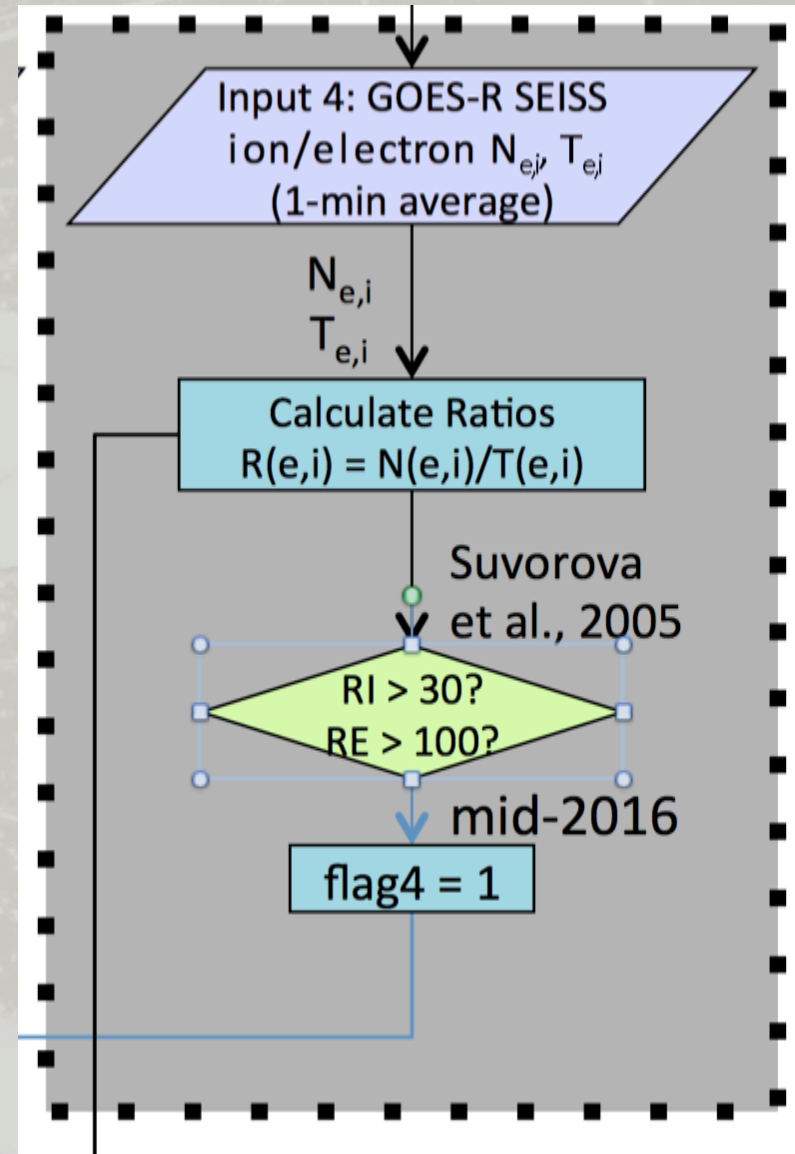 Input 4: GOES-R SEISS
ion/electron Ne,i, Te,i
(1-min average)
Ne,i
Te,i
Calculate Ratios
R(e,i) = N(e,i)/T(e,i)
Suvorova
et al., 2005
RI > 30?
RE > 100?
mid-2016
flag4 = 1